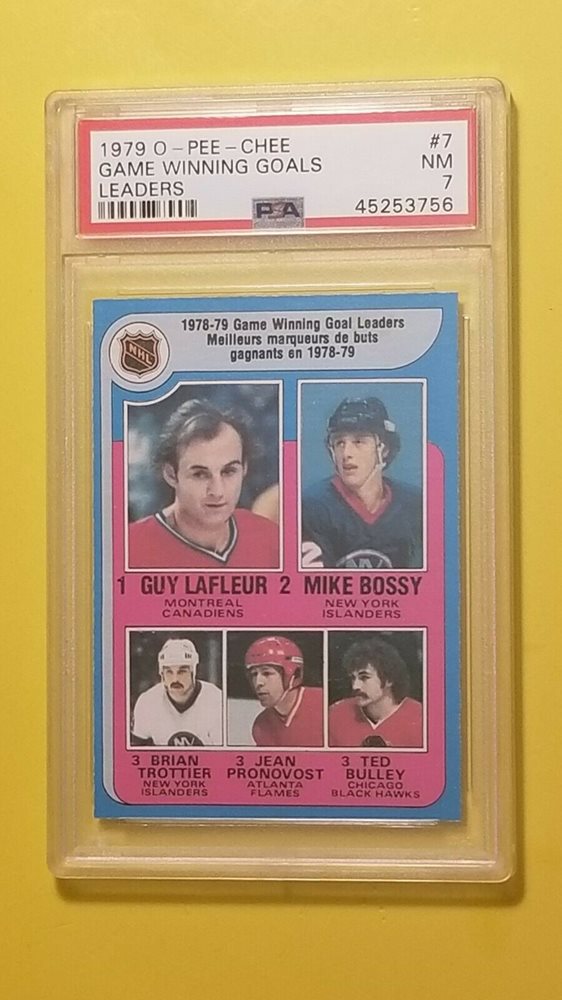 1979 O-PEE-CHEE #7
GAME WINNING GOALS NM
LEADERS 7
PSA 45253756
NHL
1978-79 Game Winning Goal Leaders
Meilleurs marqueurs de buts
gagnants en 1978-79
1 GUY LAFLEUR 2 MIKE BOSSY
MONTREAL NEW YORK
CANADIENS ISLANDERS
3 BRIAN 3 JEAN 3 TED
TROTTIER PRONOVOST BULLEY
NEW YORK ATLANTA CHICAGO
ISLANDERS FLAMES BLACK HAWKS